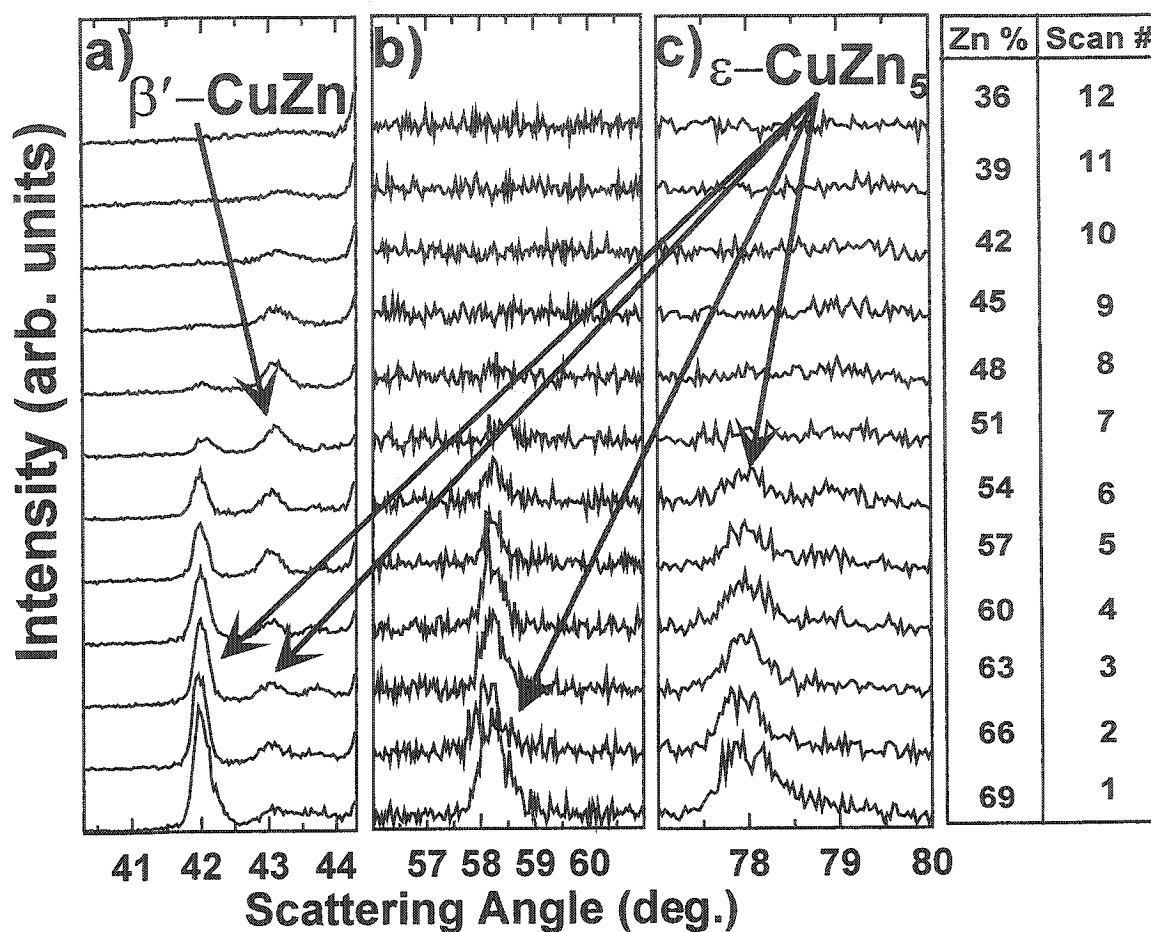 a) b) c)
β′–CuZn
ε–CuZn₅
Intensity (arb. units)
41 42 43 44
57 58 59 60
78 79 80
Scattering Angle (deg.)
Zn % Scan #
36 12
39 11
42 10
45 9
48 8
51 7
54 6
57 5
60 4
63 3
66 2
69 1